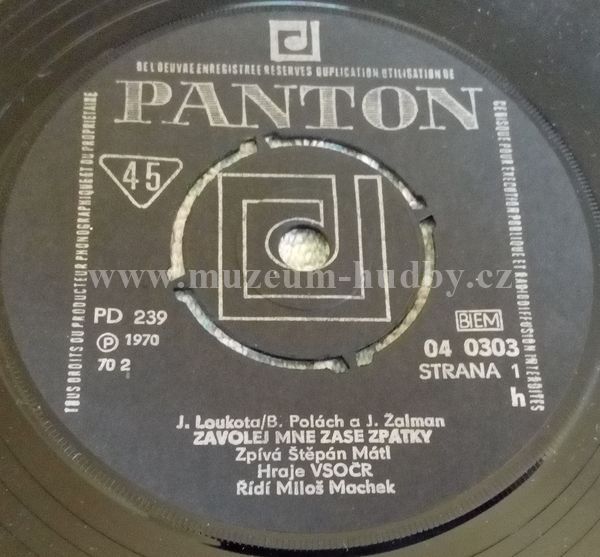 DE L'OEUVRE ENREGISTREE RESERVES DUPLICATION UTILISATION DE
PANTON
45
TOUS DROITS DU PRODUCTEUR PHONOGRAPHIQUE ET DU PROPRIETAIRE
CE DISQUE POUR EXECUTION PUBLIQUE ET RADIODIFFUSION INTERDITES
www.muzeum-hudby.cz
PD 239
℗ 1970
70 2
BIEM
04 0303
STRANA 1
h
J. Loukota/B. Polách a J. Žalman
ZAVOLEJ MNE ZASE ZPÁTKY
Zpívá Štěpán Mátl
Hraje VSOČR
Řídí Miloš Machek